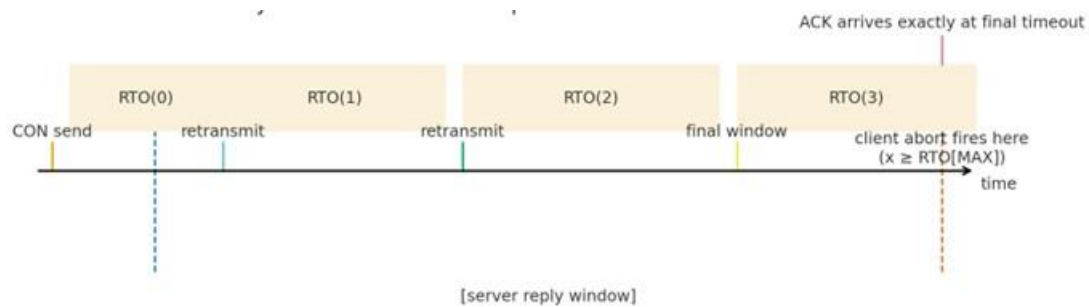 ACK arrives exactly at final timeout
RTO(0) RTO(1) RTO(2) RTO(3)
CON send retransmit retransmit final window
client abort fires here
(x ≥ RTO[MAX])
time
[server reply window]